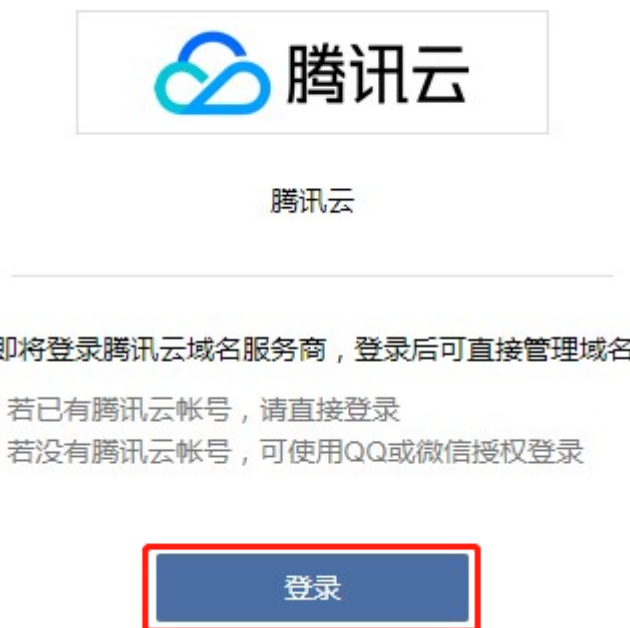 腾讯云
腾讯云
即将登录腾讯云域名服务商，登录后可直接管理域名
若已有腾讯云帐号，请直接登录
若没有腾讯云帐号，可使用QQ或微信授权登录
登录